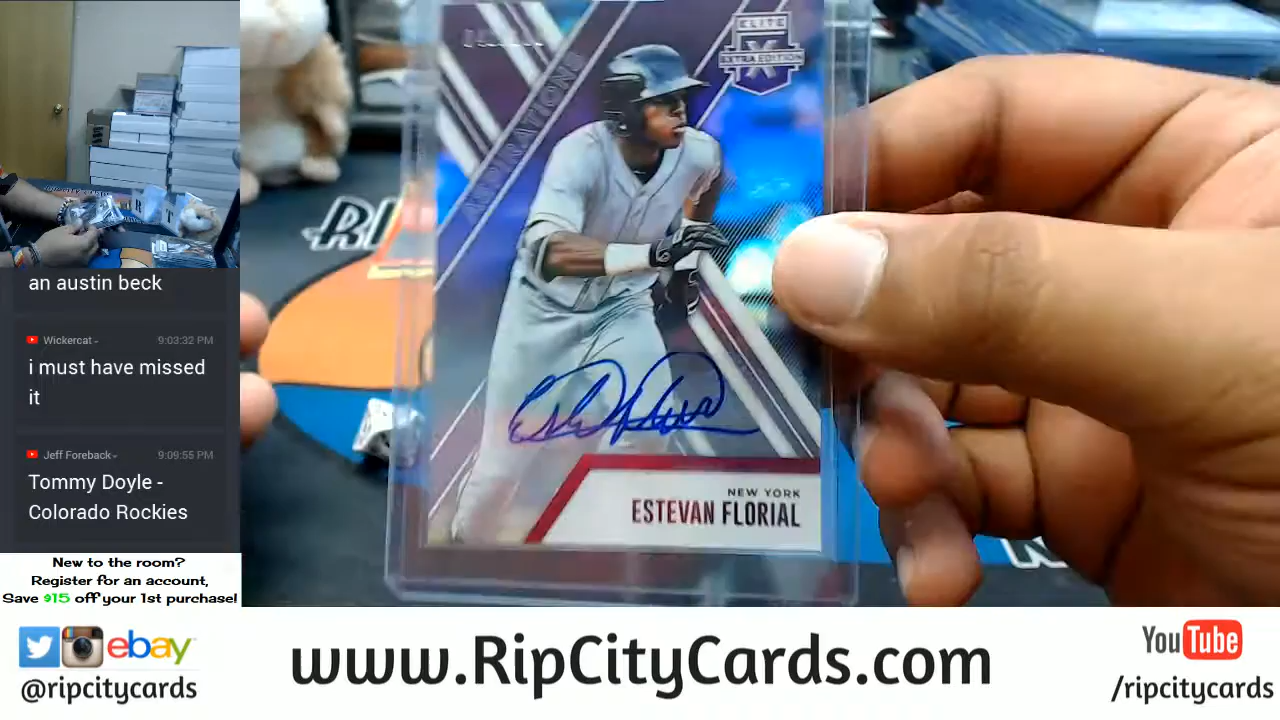 an austin beck
Wickercat
9:03:32 PM
i must have missed
it
Jeff Foreback
9:09:55 PM
Tommy Doyle -
Colorado Rockies
New to the room?
Register for an account,
Save $15 off your 1st purchase!
ELITE
EXTRA EDITION
NEW YORK
ESTEVAN FLORIAL
ebay
@ripcitycards
www.RipCityCards.com
YouTube
/ripcitycards